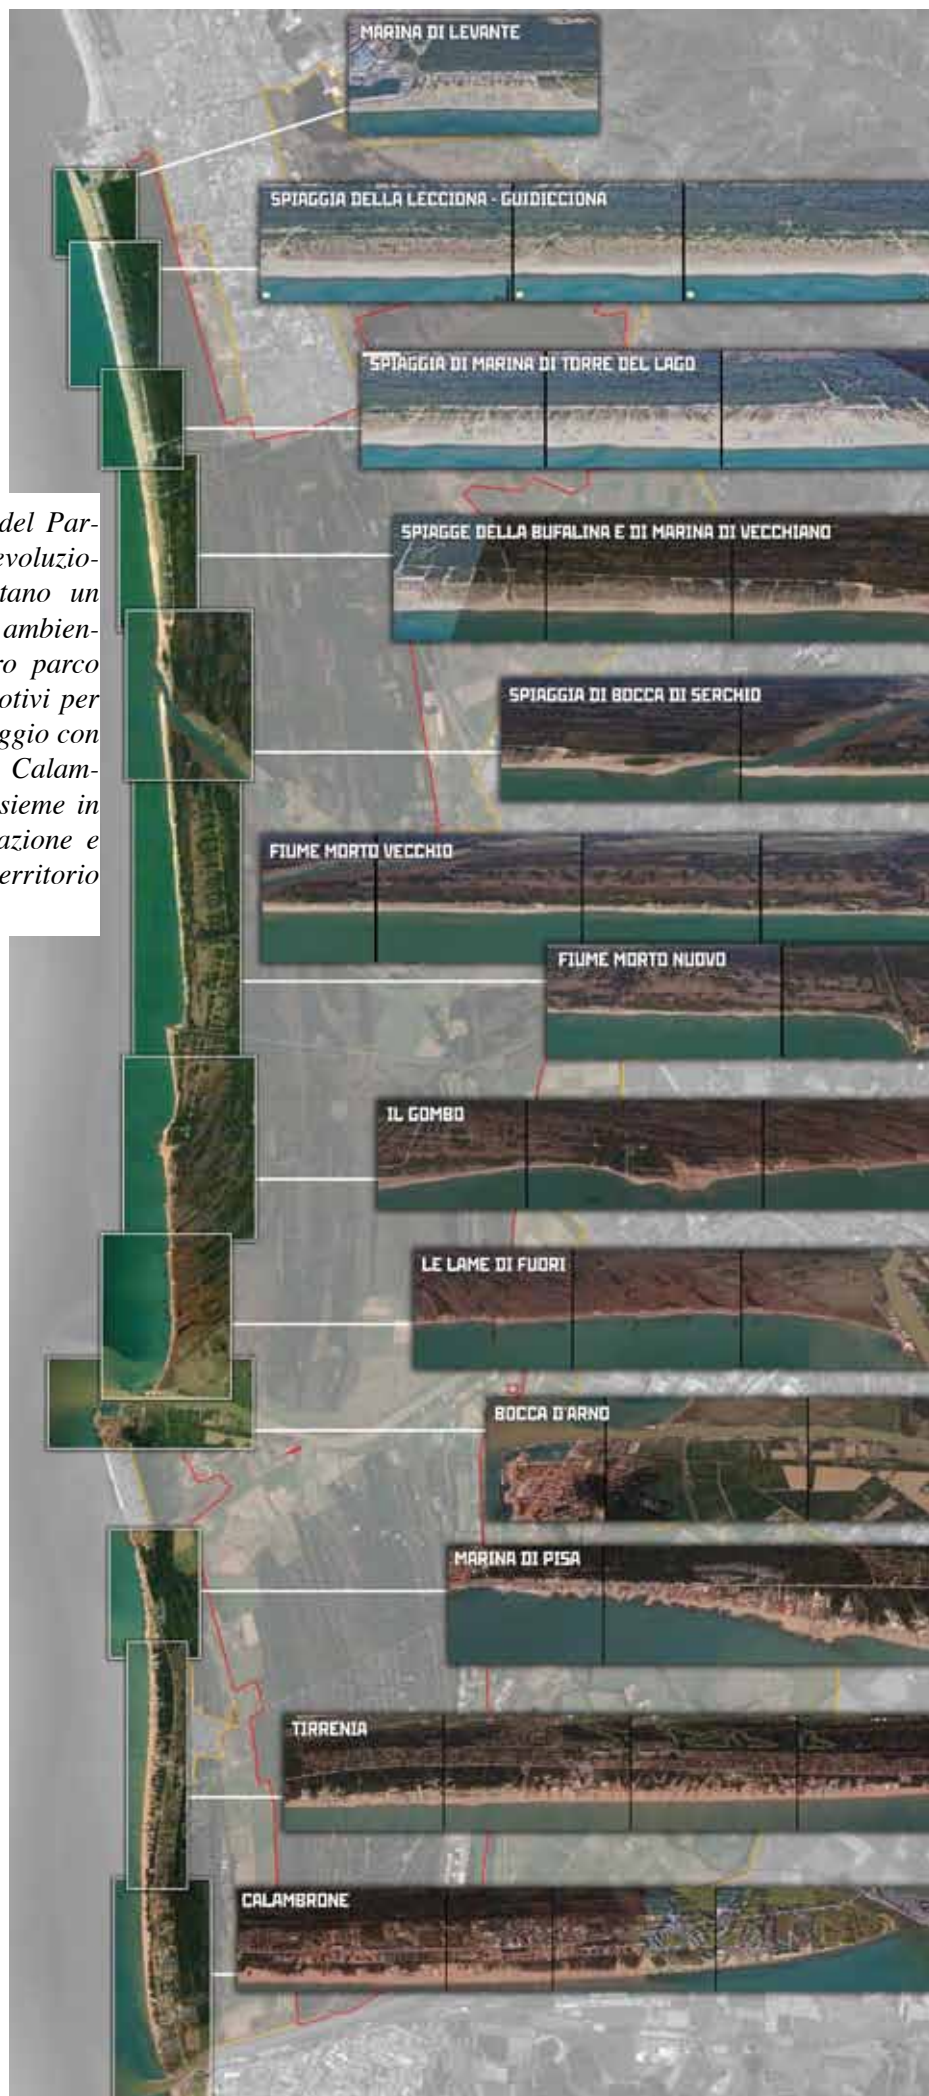 MARINA DI LEVANTE
SPIAGGIA DELLA LECCIONA - GUIDICCIONA
SPIAGGIA DI MARINA DI TORRE DEL LAGO
del Par-
evoluzio-
tano un
ambien-
ro parco
otivi per
ggio con
Calam-
sieme in
azione e
erritorio
SPIAGGE DELLA BUFALINA E DI MARINA DI VECCHIANO
SPIAGGIA DI BOCCA DI SERCHIO
FIUME MORTO VECCHIO
FIUME MORTO NUOVO
IL GOMBO
LE LAME DI FUORI
BOCCA D'ARNO
MARINA DI PISA
TIRRENIA
CALAMBRONE